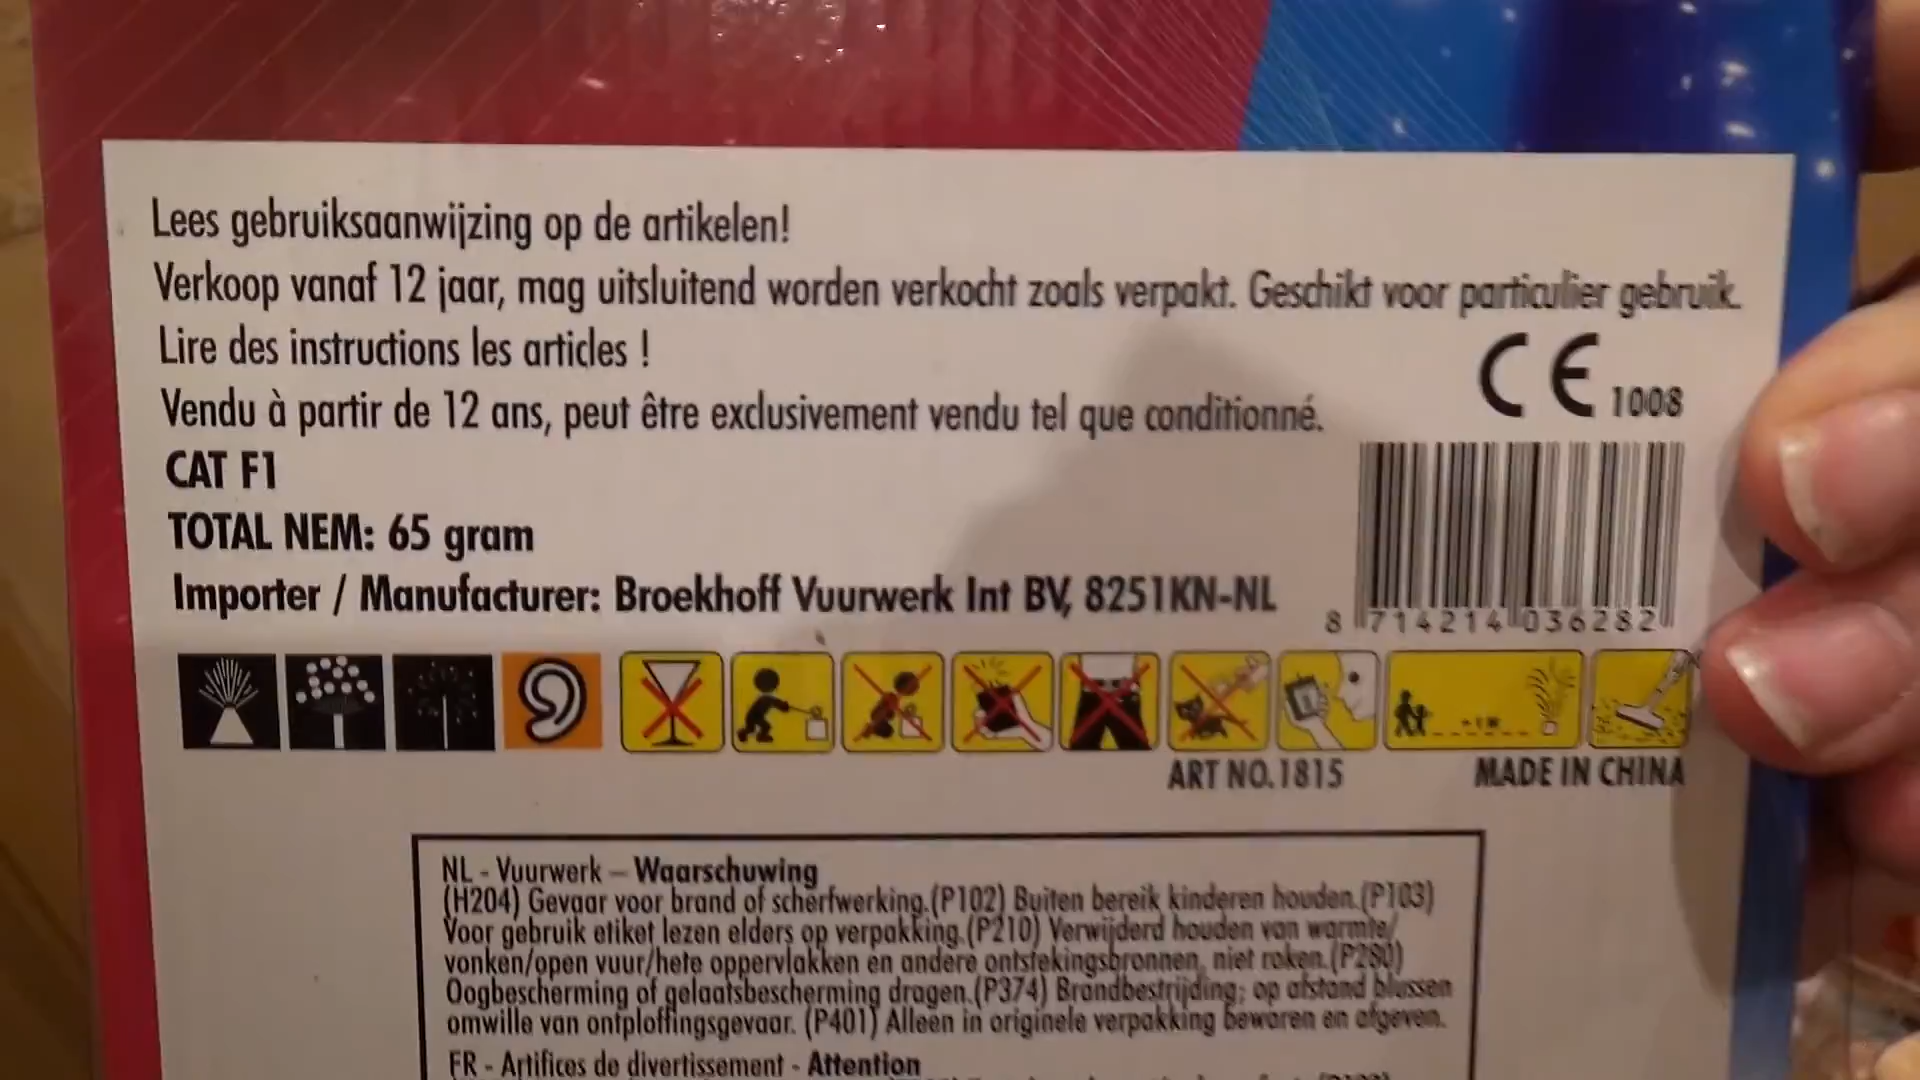 Lees gebruiksaanwijzing op de artikelen!
Verkoop vanaf 12 jaar, mag uitsluitend worden verkocht zoals verpakt. Geschikt voor particulier gebruik.
Lire des instructions les articles !
Vendu à partir de 12 ans, peut être exclusivement vendu tel que conditionné.
CE 1008
CAT F1
TOTAL NEM: 65 gram
Importer / Manufacturer: Broekhoff Vuurwerk Int BV, 8251KN-NL
8 714214 036282
ART NO.1815
MADE IN CHINA
NL - Vuurwerk – Waarschuwing
(H204) Gevaar voor brand of scherfwerking.(P102) Buiten bereik kinderen houden.(P103)
Voor gebruik etiket lezen elders op verpakking.(P210) Verwijderd houden van warmte/
vonken/open vuur/hete oppervlakken en andere ontstekingsbronnen, niet roken.(P280)
Oogbescherming of gelaatsbescherming dragen.(P374) Brandbestrijding; op afstand blussen
omwille van ontploffingsgevaar. (P401) Alleen in originele verpakking bewaren en afgeven.
FR - Artifices de divertissement - Attention